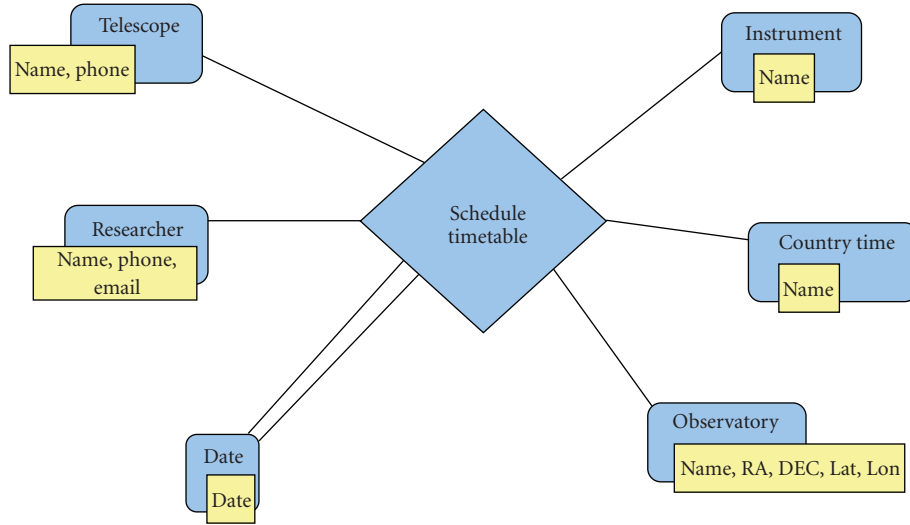 Telescope
Name, phone
Instrument
Name
Schedule
timetable
Researcher
Name, phone,
email
Country time
Name
Date
Date
Observatory
Name, RA, DEC, Lat, Lon